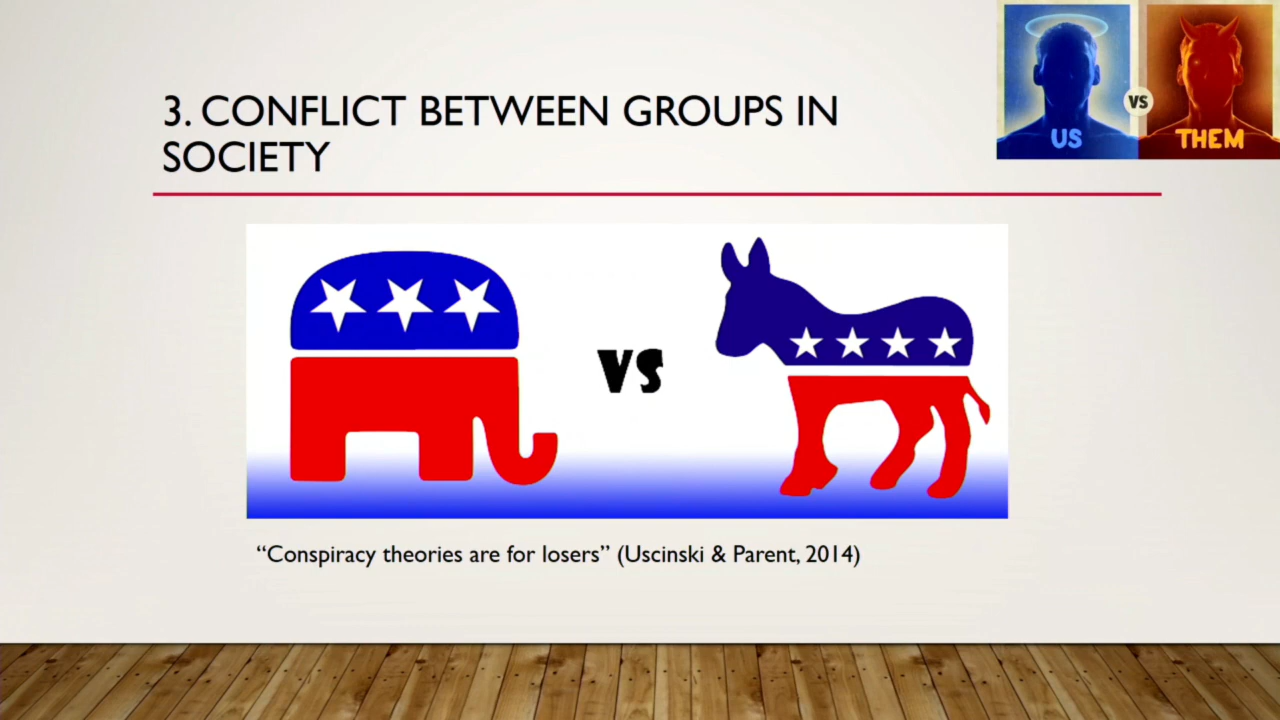 3. CONFLICT BETWEEN GROUPS IN
SOCIETY
US
VS
THEM
VS
“Conspiracy theories are for losers” (Uscinski & Parent, 2014)